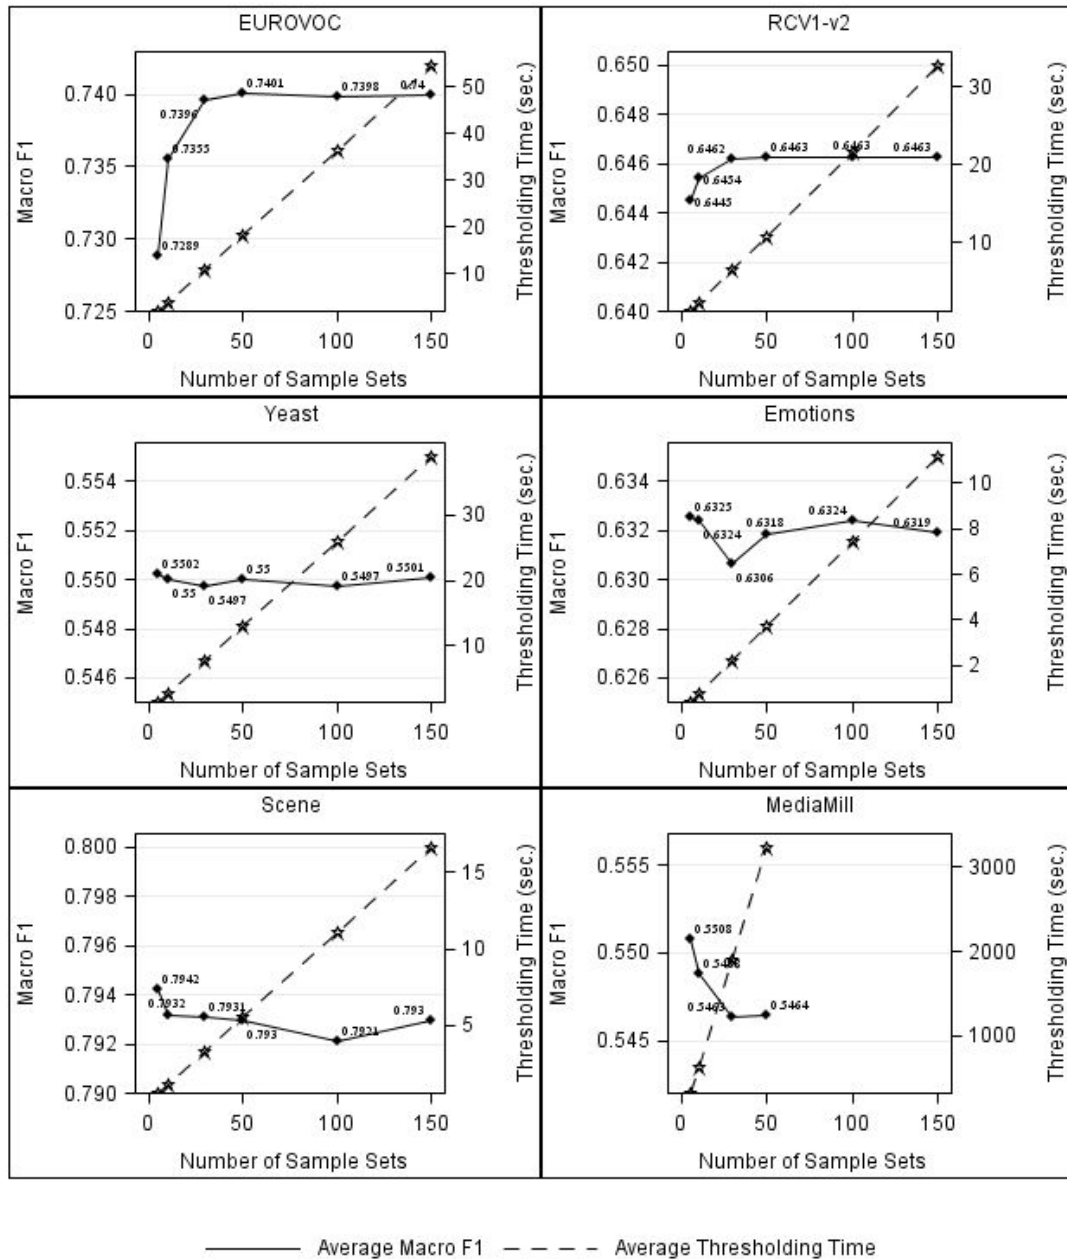 EUROVOC
0.740
0.735
0.730
0.725
Macro F1
0.7289
0.7355
0.7396
0.7401
0.7398
0.74
50
40
30
20
10
Thresholding Time (sec.)
0 50 100 150
Number of Sample Sets
RCV1-v2
0.650
0.648
0.646
0.644
0.642
0.640
Macro F1
0.6445
0.6454
0.6462
0.6463
0.6463
0.6463
30
20
10
Thresholding Time (sec.)
0 50 100 150
Number of Sample Sets
Yeast
0.554
0.552
0.550
0.548
0.546
Macro F1
0.5502
0.55
0.5497
0.55
0.5497
0.5501
30
20
10
Thresholding Time (sec.)
0 50 100 150
Number of Sample Sets
Emotions
0.634
0.632
0.630
0.628
0.626
Macro F1
0.6325
0.6324
0.6306
0.6318
0.6324
0.6319
10
8
6
4
2
Thresholding Time (sec.)
0 50 100 150
Number of Sample Sets
Scene
0.800
0.798
0.796
0.794
0.792
0.790
Macro F1
0.7942
0.7932
0.7931
0.793
0.7921
0.793
15
10
5
Thresholding Time (sec.)
0 50 100 150
Number of Sample Sets
MediaMill
0.555
0.550
0.545
Macro F1
0.5508
0.5463
0.5464
3000
2000
1000
Thresholding Time (sec.)
0 50 100 150
Number of Sample Sets
Average Macro F1 Average Thresholding Time